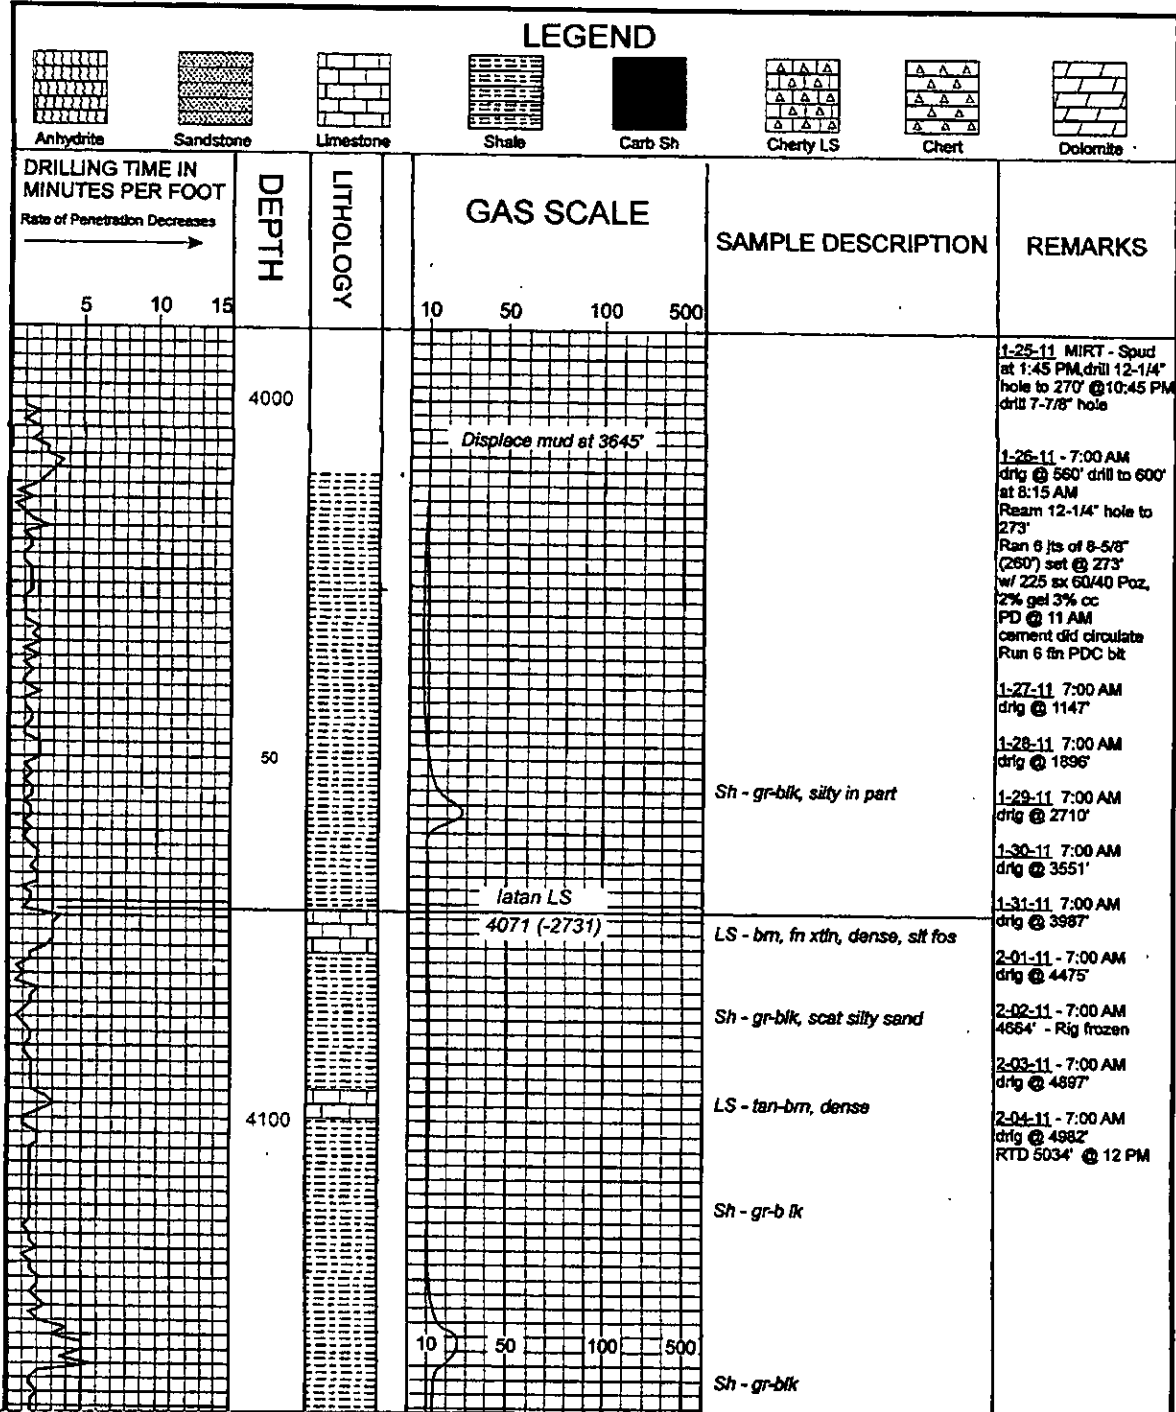 LEGEND
Anhydrite
Sandstone
Limestone
Shale
Carb Sh
Cherty LS
Chert
Dolomite
DRILLING TIME IN
MINUTES PER FOOT
Rate of Penetration Decreases
5 10 15
DEPTH
LITHOLOGY
GAS SCALE
10 50 100 500
SAMPLE DESCRIPTION
REMARKS
4000
50
4100
Displace mud at 3645'
Iatan LS
4071 (-2731)
10 50 100 500
Sh - gr-blk, silty in part
LS - brn, fn xtln, dense, slt fos
Sh - gr-blk, scat silty sand
LS - tan-brn, dense
Sh - gr-b lk
Sh - gr-blk
1-25-11 MIRT - Spud
at 1:45 PM,drill 12-1/4"
hole to 270' @10:45 PM
drill 7-7/8" hole
1-26-11 - 7:00 AM
drlg @ 560' drill to 600'
at 8:15 AM
Ream 12-1/4" hole to
273'
Ran 6 jts of 8-5/8"
(260') set @ 273'
w/ 225 sx 60/40 Poz,
2% gel 3% cc
PD @ 11 AM
cement did circulate
Run 6 fin PDC bit
1-27-11 7:00 AM
drlg @ 1147'
1-28-11 7:00 AM
drlg @ 1896'
1-29-11 7:00 AM
drlg @ 2710'
1-30-11 7:00 AM
drlg @ 3551'
1-31-11 7:00 AM
drlg @ 3987'
2-01-11 - 7:00 AM
drlg @ 4475'
2-02-11 - 7:00 AM
4664' - Rig frozen
2-03-11 - 7:00 AM
drlg @ 4897'
2-04-11 - 7:00 AM
drlg @ 4982'
RTD 5034' @ 12 PM